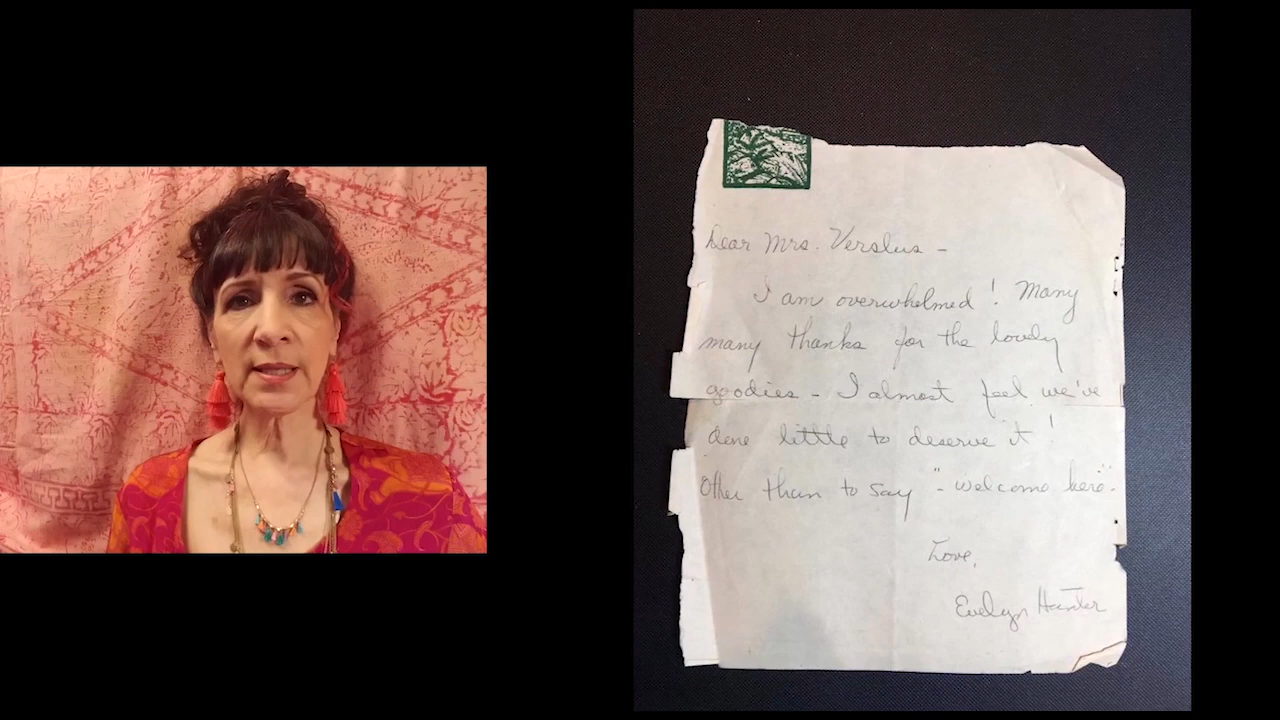 Dear Mrs. Verslus -
I am overwhelmed! Many
many thanks for the lovely
goodies - I almost feel we've
done little to deserve it!
Other than to say "- welcome here"-
Love,
Evelyn Hunter